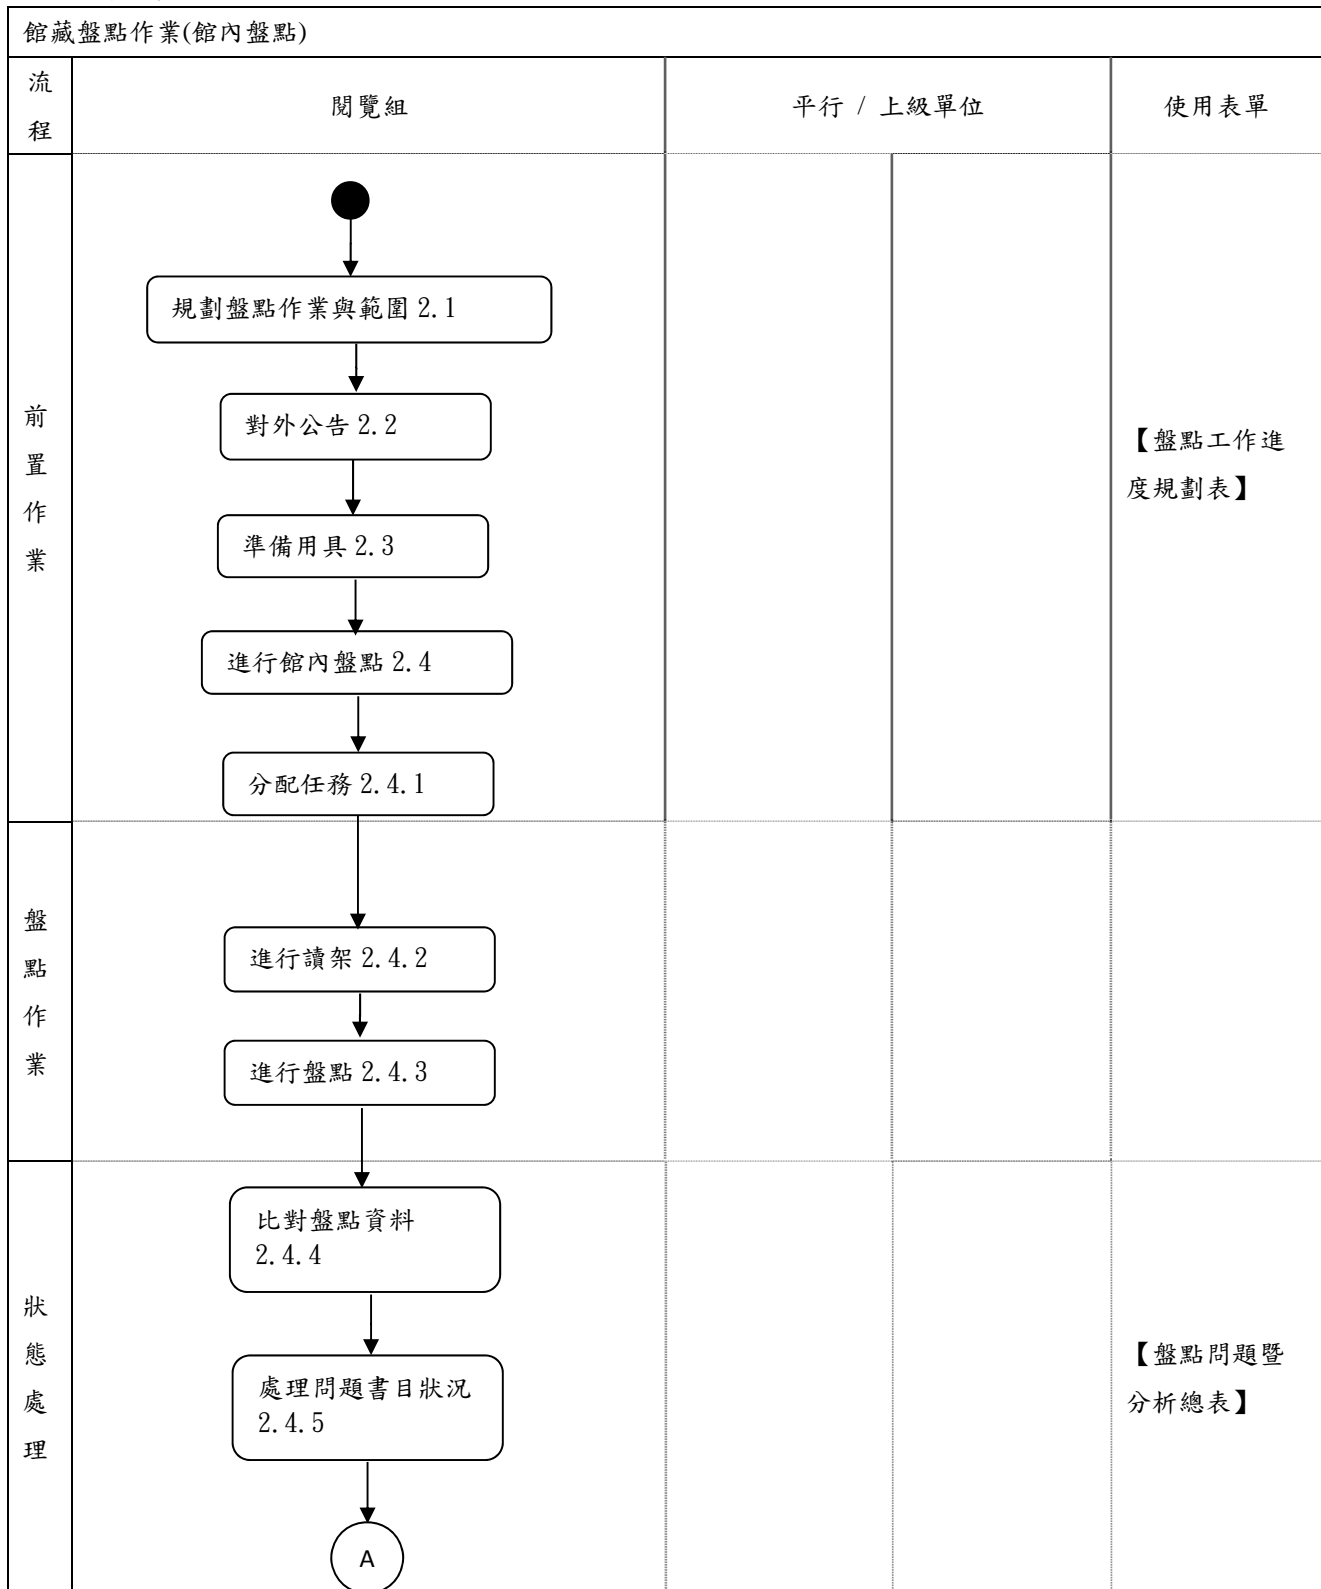 館藏盤點作業(館內盤點)
流
程
閱覽組
平行 / 上級單位
使用表單
前
置
作
業
規劃盤點作業與範圍 2.1
對外公告 2.2
準備用具 2.3
進行館內盤點 2.4
分配任務 2.4.1
【盤點工作進
度規劃表】
盤
點
作
業
進行讀架 2.4.2
進行盤點 2.4.3
狀
態
處
理
比對盤點資料
2.4.4
處理問題書目狀況
2.4.5
A
【盤點問題暨
分析總表】